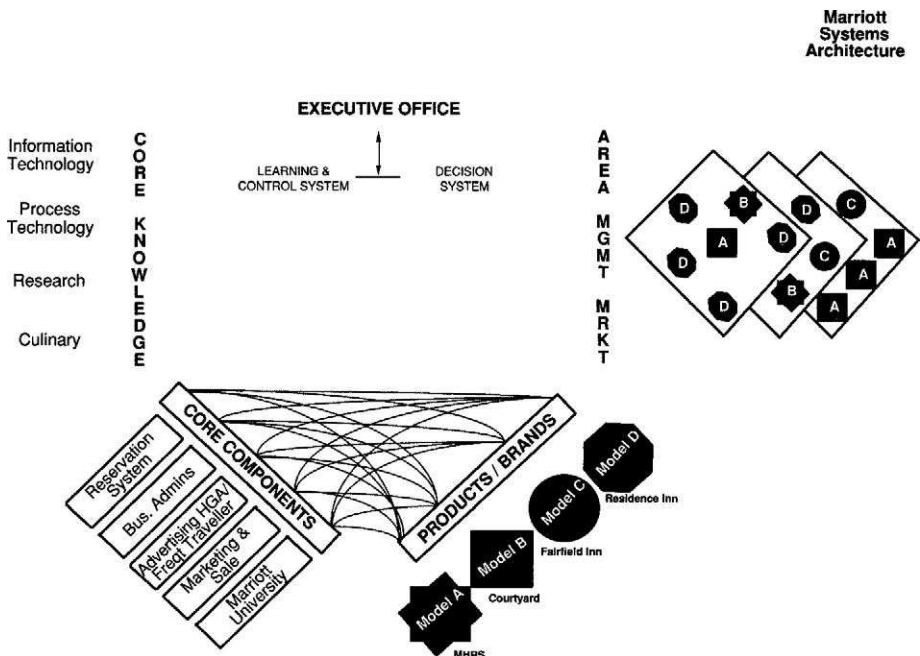 Marriott
Systems
Architecture
EXECUTIVE OFFICE
LEARNING &
CONTROL SYSTEM
DECISION
SYSTEM
Information
Technology
Process
Technology
Research
Culinary
CORE KNOWLEDGE
AREA MGMT MRKT
D
B
A
D
D
D
D
C
B
C
A
A
A
CORE COMPONENTS
PRODUCTS / BRANDS
Reservation
System
Bus. Admins
Advertising HGA/
Freqt Traveller
Marketing &
Sale
Marriott
University
Model D
Residence Inn
Model C
Fairfield Inn
Model B
Courtyard
Model A
MHRS